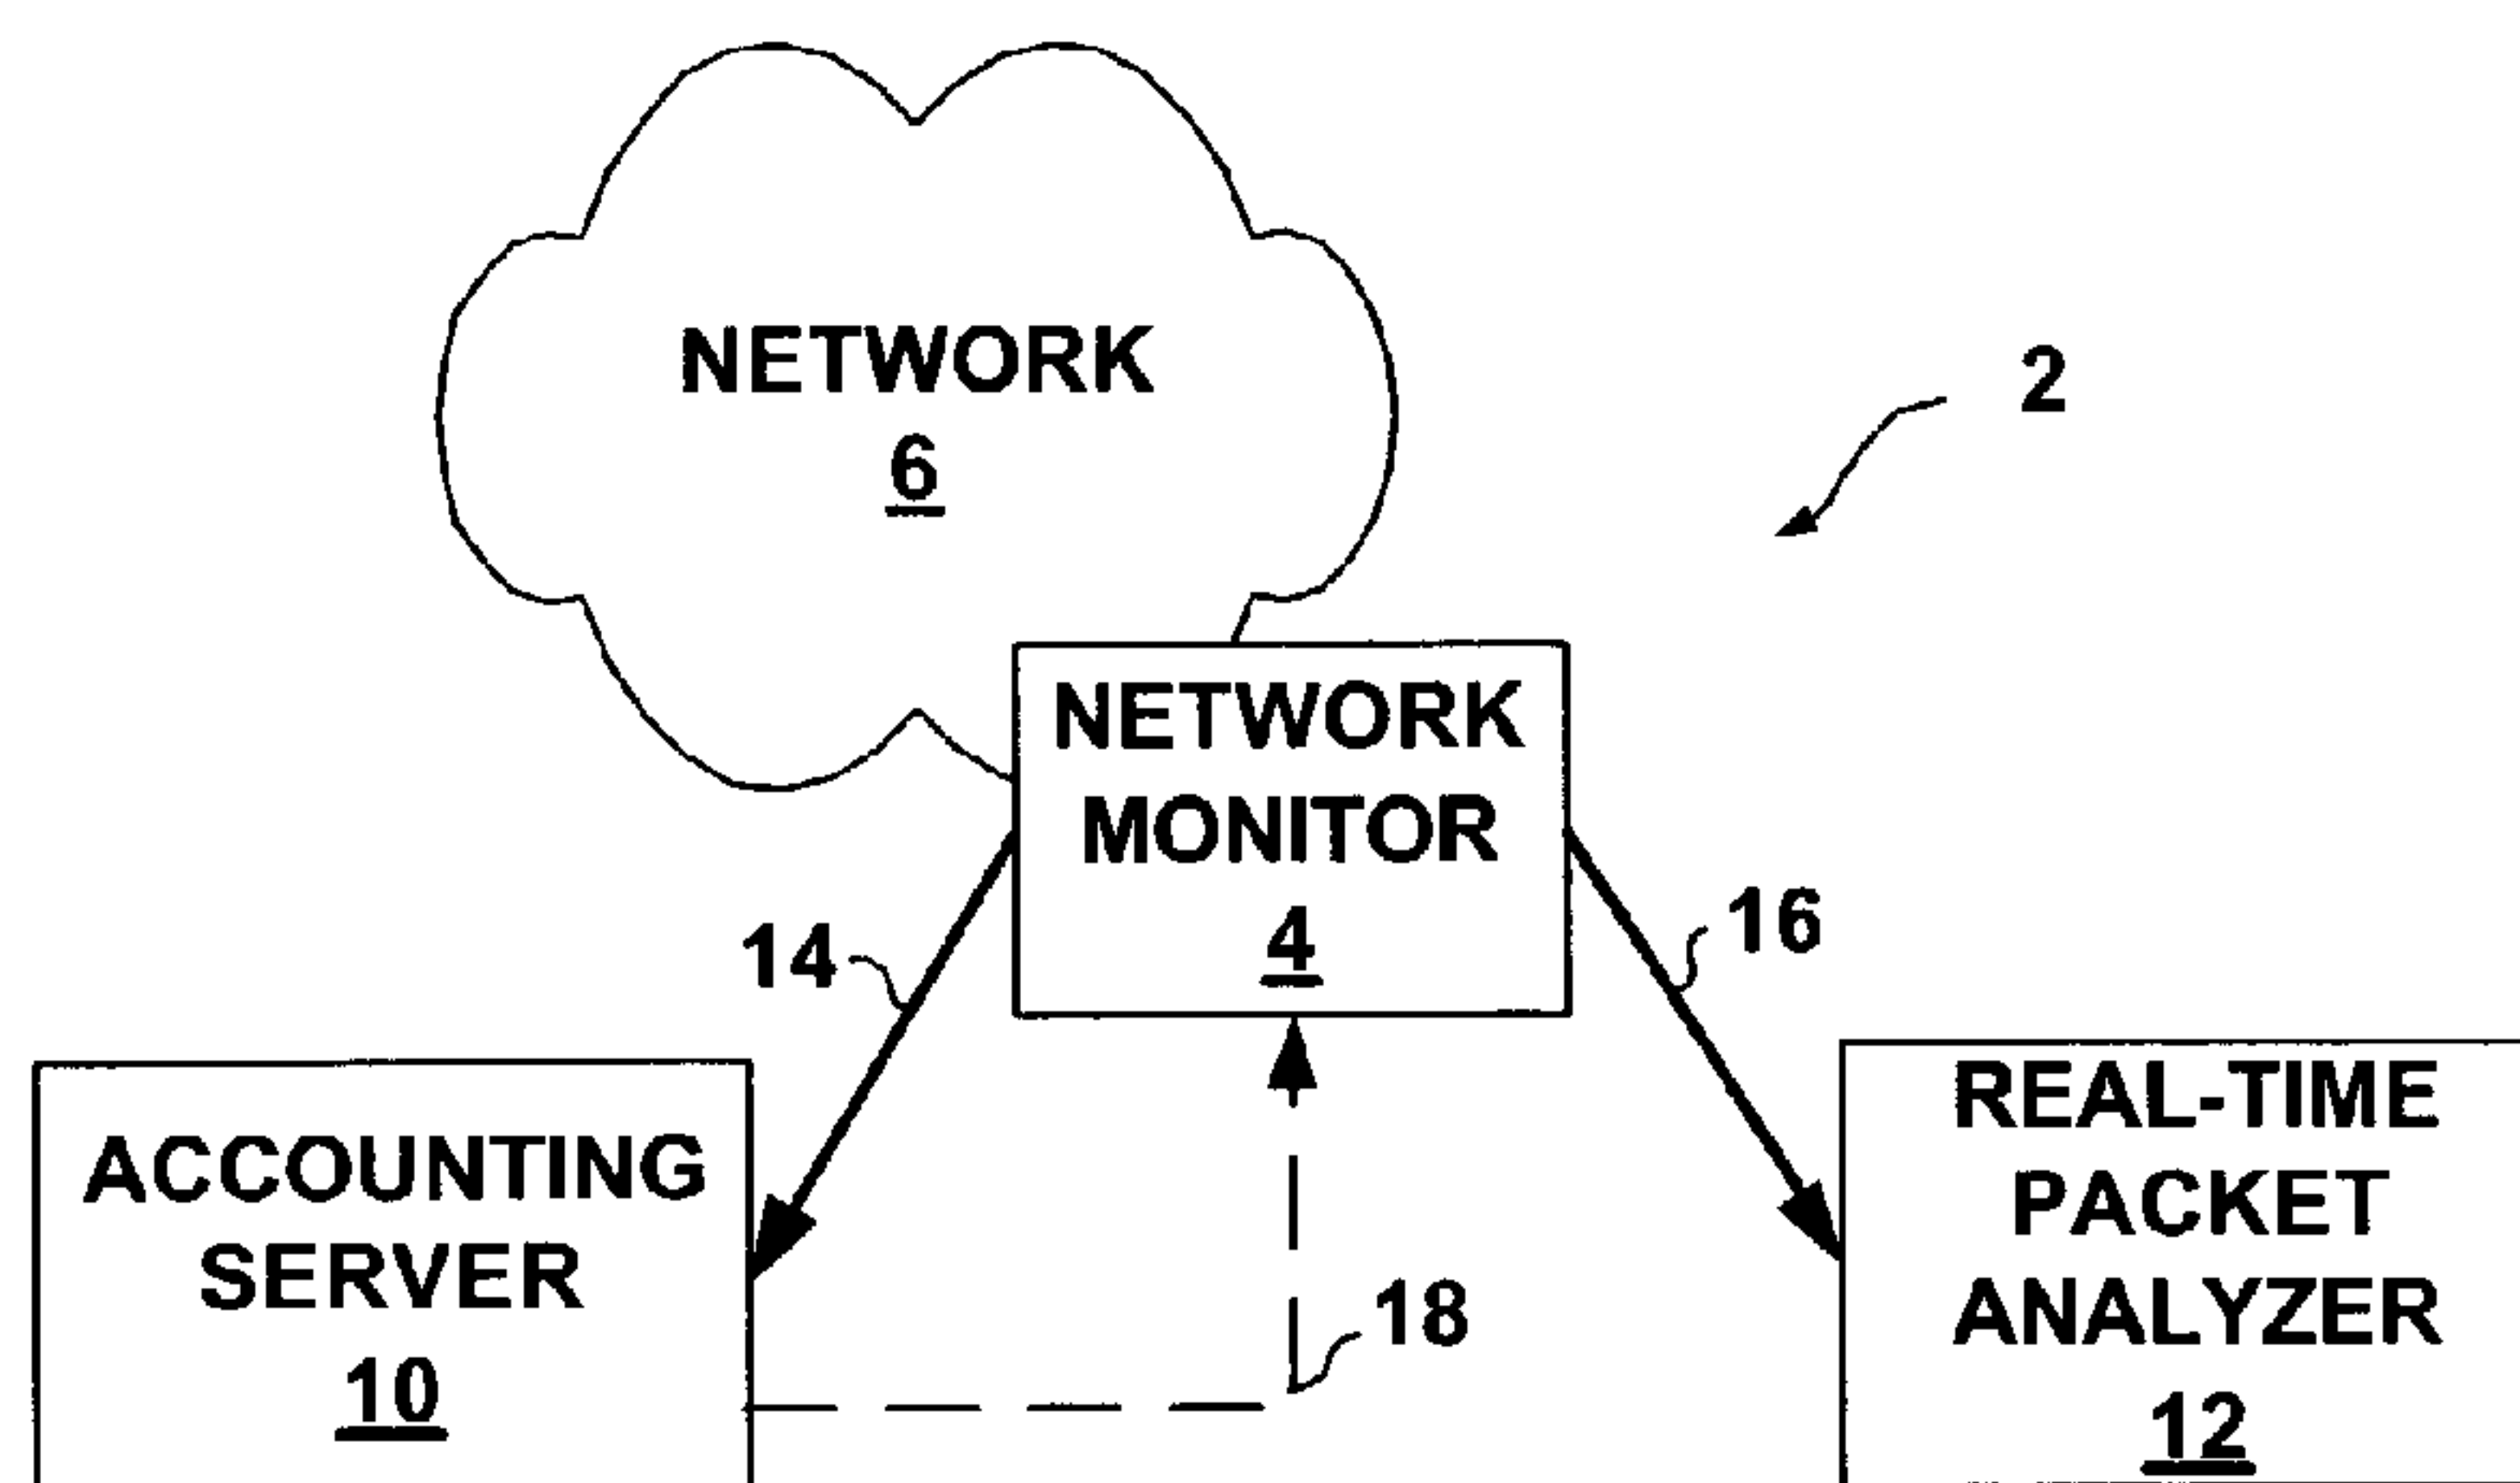 NETWORK
6
2
NETWORK
MONITOR
4
14
16
ACCOUNTING
SERVER
10
18
REAL-TIME
PACKET
ANALYZER
12